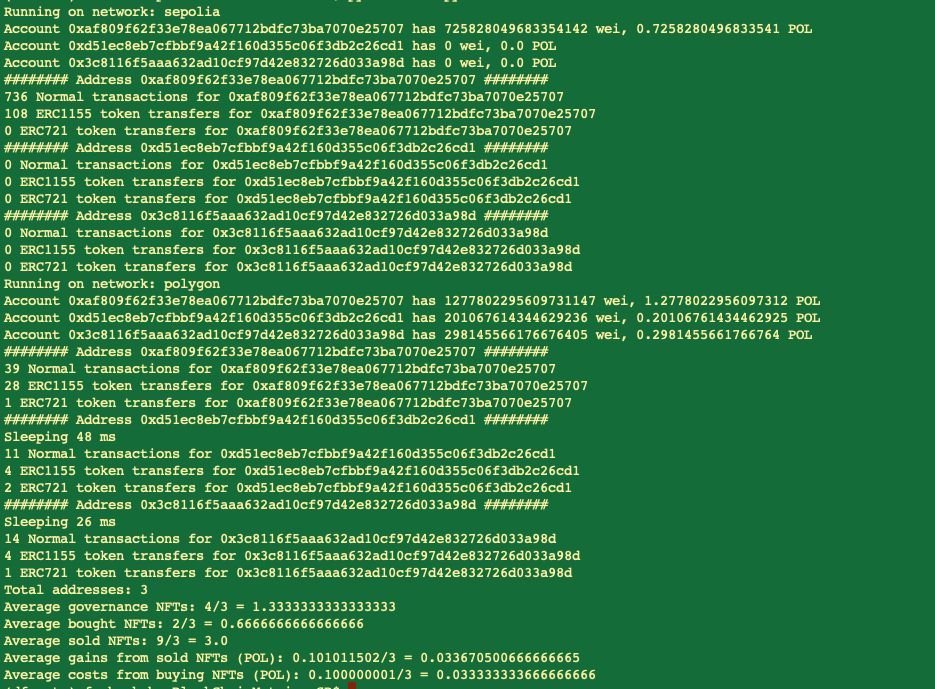 Running on network: sepolia
Account 0xaf809f62f33e78ea067712bdfc73ba7070e25707 has 725828049683354142 wei, 0.7258280496833541 POL
Account 0xd51ec8eb7cfbbf9a42f160d355c06f3db2c26cd1 has 0 wei, 0.0 POL
Account 0x3c8116f5aaa632ad10cf97d42e832726d033a98d has 0 wei, 0.0 POL
######## Address 0xaf809f62f33e78ea067712bdfc73ba7070e25707 ########
736 Normal transactions for 0xaf809f62f33e78ea067712bdfc73ba7070e25707
108 ERC1155 token transfers for 0xaf809f62f33e78ea067712bdfc73ba7070e25707
0 ERC721 token transfers for 0xaf809f62f33e78ea067712bdfc73ba7070e25707
######## Address 0xd51ec8eb7cfbbf9a42f160d355c06f3db2c26cd1 ########
0 Normal transactions for 0xd51ec8eb7cfbbf9a42f160d355c06f3db2c26cd1
0 ERC1155 token transfers for 0xd51ec8eb7cfbbf9a42f160d355c06f3db2c26cd1
0 ERC721 token transfers for 0xd51ec8eb7cfbbf9a42f160d355c06f3db2c26cd1
######## Address 0x3c8116f5aaa632ad10cf97d42e832726d033a98d ########
0 Normal transactions for 0x3c8116f5aaa632ad10cf97d42e832726d033a98d
0 ERC1155 token transfers for 0x3c8116f5aaa632ad10cf97d42e832726d033a98d
0 ERC721 token transfers for 0x3c8116f5aaa632ad10cf97d42e832726d033a98d
Running on network: polygon
Account 0xaf809f62f33e78ea067712bdfc73ba7070e25707 has 1277802295609731147 wei, 1.2778022956097312 POL
Account 0xd51ec8eb7cfbbf9a42f160d355c06f3db2c26cd1 has 201067614344629236 wei, 0.20106761434462925 POL
Account 0x3c8116f5aaa632ad10cf97d42e832726d033a98d has 298145566176676405 wei, 0.2981455661766764 POL
######## Address 0xaf809f62f33e78ea067712bdfc73ba7070e25707 ########
39 Normal transactions for 0xaf809f62f33e78ea067712bdfc73ba7070e25707
28 ERC1155 token transfers for 0xaf809f62f33e78ea067712bdfc73ba7070e25707
1 ERC721 token transfers for 0xaf809f62f33e78ea067712bdfc73ba7070e25707
######## Address 0xd51ec8eb7cfbbf9a42f160d355c06f3db2c26cd1 ########
Sleeping 48 ms
11 Normal transactions for 0xd51ec8eb7cfbbf9a42f160d355c06f3db2c26cd1
4 ERC1155 token transfers for 0xd51ec8eb7cfbbf9a42f160d355c06f3db2c26cd1
2 ERC721 token transfers for 0xd51ec8eb7cfbbf9a42f160d355c06f3db2c26cd1
######## Address 0x3c8116f5aaa632ad10cf97d42e832726d033a98d ########
Sleeping 26 ms
14 Normal transactions for 0x3c8116f5aaa632ad10cf97d42e832726d033a98d
4 ERC1155 token transfers for 0x3c8116f5aaa632ad10cf97d42e832726d033a98d
1 ERC721 token transfers for 0x3c8116f5aaa632ad10cf97d42e832726d033a98d
Total addresses: 3
Average governance NFTs: 4/3 = 1.3333333333333333
Average bought NFTs: 2/3 = 0.6666666666666666
Average sold NFTs: 9/3 = 3.0
Average gains from sold NFTs (POL): 0.101011502/3 = 0.033670500666666665
Average costs from buying NFTs (POL): 0.100000001/3 = 0.033333333666666666